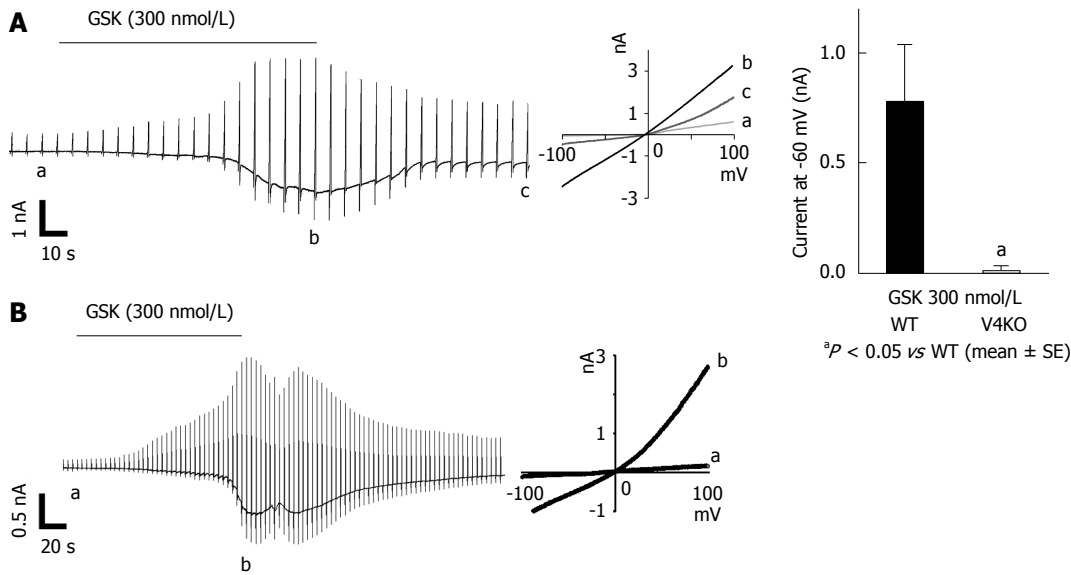 A
GSK (300 nmol/L)
a
b
c
1 nA
10 s
nA
3
1
-1
-3
-100
0
100
mV
b
c
a
Current at -60 mV (nA)
1.0
0.5
0.0
a
GSK 300 nmol/L
WT V4KO
aP < 0.05 vs WT (mean ± SE)
B
GSK (300 nmol/L)
a
b
0.5 nA
20 s
nA
3
1
-1
-100
0
100
mV
b
a